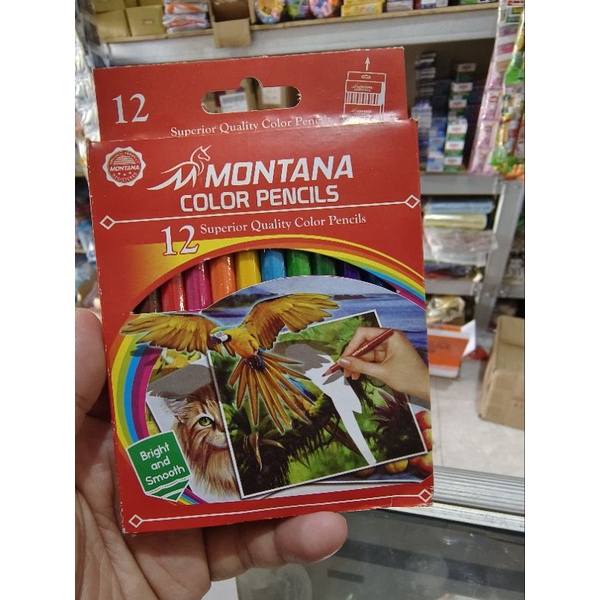 12
Superior Quality Color Pencils
MONTANA
MONTANA
COLOR PENCILS
12 Superior Quality Color Pencils
Bright
and
Smooth